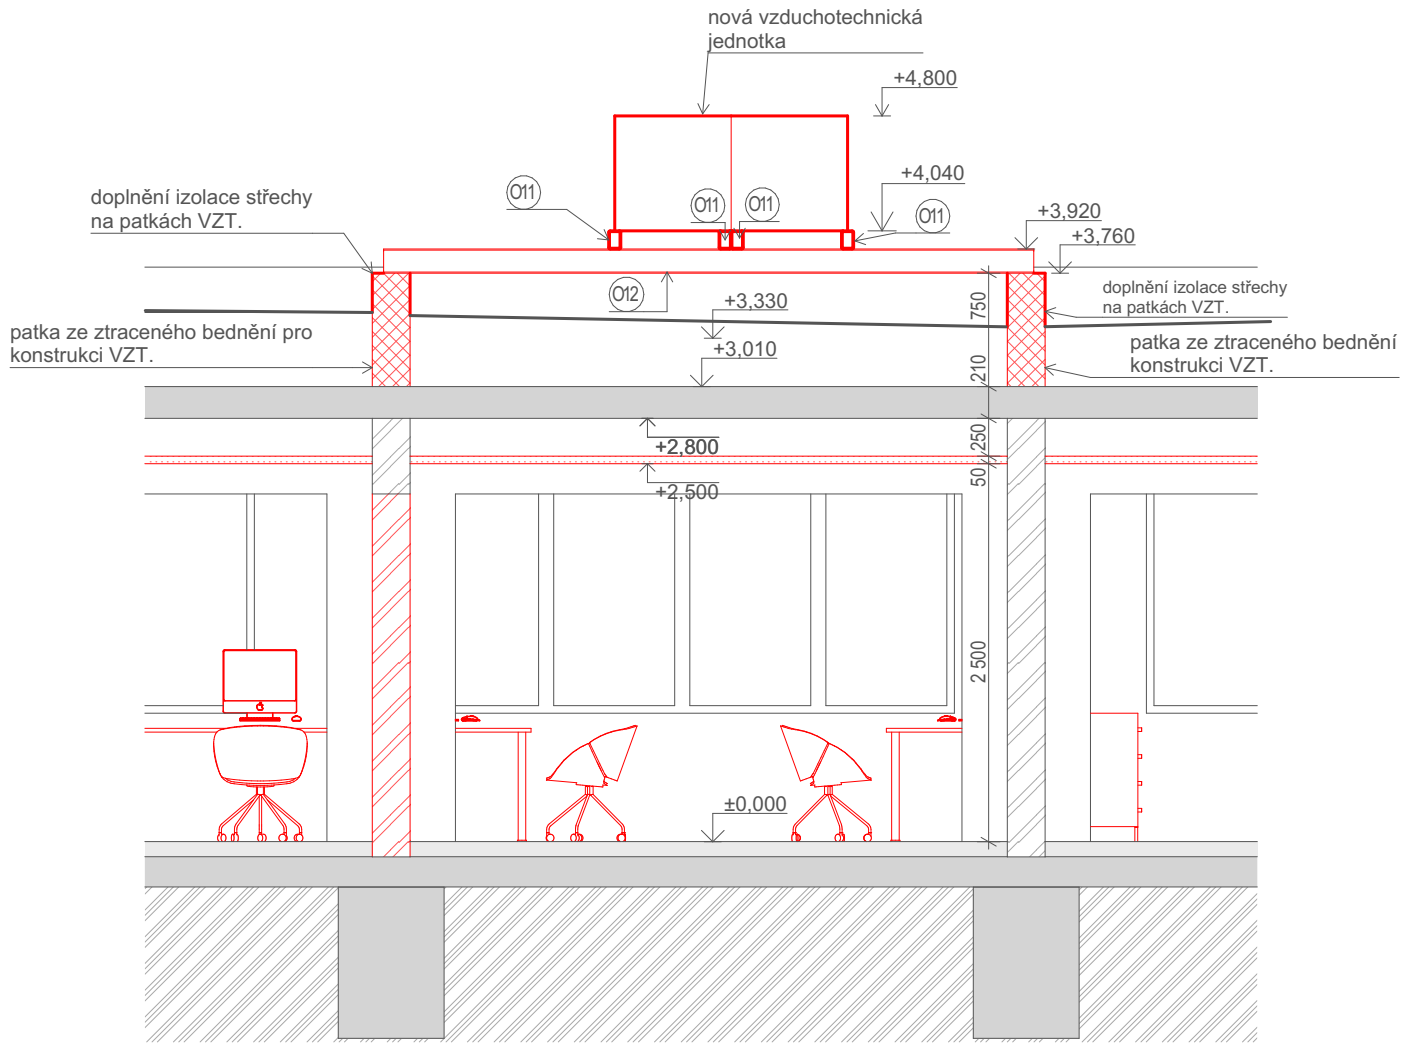 nová vzduchotechnická
jednotka
+4,800
+4,040
O11
O11
O11
O11
doplnění izolace střechy
na patkách VZT.
+3,920
+3,760
O12
+3,330
750
doplnění izolace střechy
na patkách VZT.
patka ze ztraceného bednění pro
konstrukci VZT.
+3,010
210
patka ze ztraceného bednění
konstrukci VZT.
+2,800
250
+2,500
50
2 500
±0,000